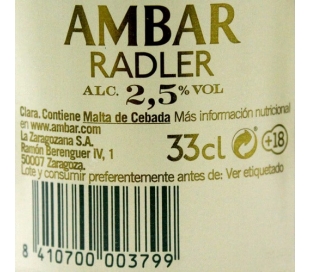 AMBAR
RADLER
ALC. 2,5% VOL
Clara. Contiene Malta de Cebada Más información nutricional
en www.ambar.com
La Zaragozana S.A.
Ramón Berenguer IV, 1
50007 Zaragoza.
33cl +18
Lote y consumir preferentemente antes de: Ver etiquetado
8 410700 003799